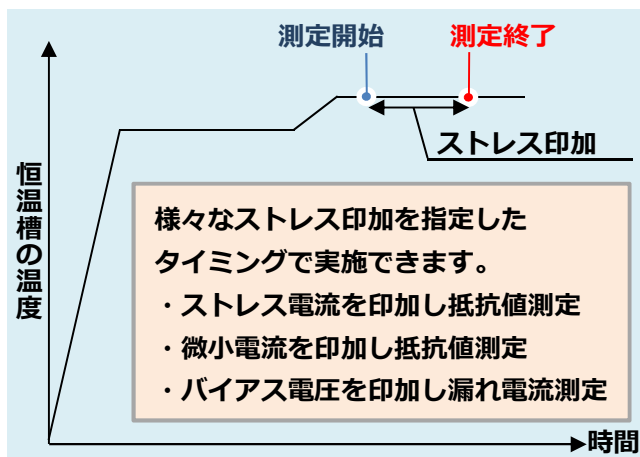 測定開始
測定終了
ストレス印加
恒温槽の温度
様々なストレス印加を指定した
タイミングで実施できます。
・ストレス電流を印加し抵抗値測定
・微小電流を印加し抵抗値測定
・バイアス電圧を印加し漏れ電流測定
時間